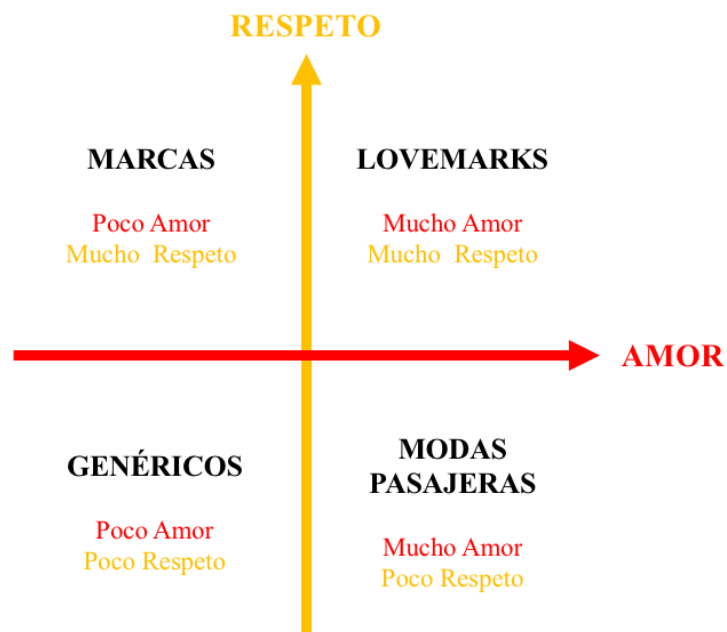 RESPETO
MARCAS
Poco Amor
Mucho Respeto
LOVEMARKS
Mucho Amor
Mucho Respeto
AMOR
GENÉRICOS
Poco Amor
Poco Respeto
MODAS
PASAJERAS
Mucho Amor
Poco Respeto